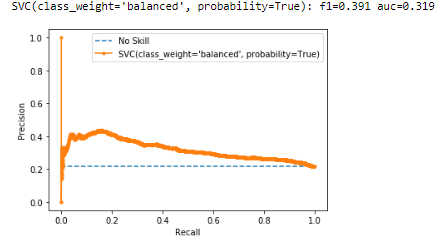 SVC(class_weight='balanced', probability=True): f1=0.391 auc=0.319
No Skill
SVC(class_weight='balanced', probability=True)
1.0
0.8
0.6
0.4
0.2
0.0
Precision
0.0 0.2 0.4 0.6 0.8 1.0
Recall